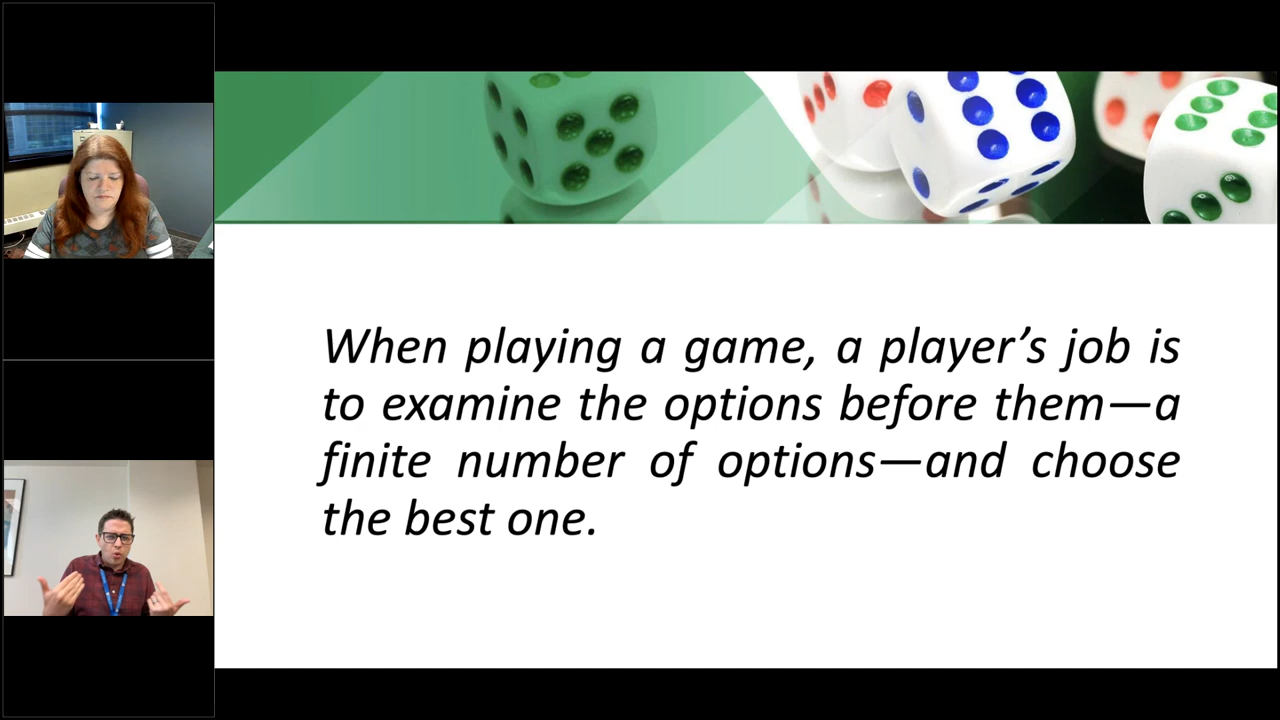 When playing a game, a player’s job is
to examine the options before them—a
finite number of options—and choose
the best one.